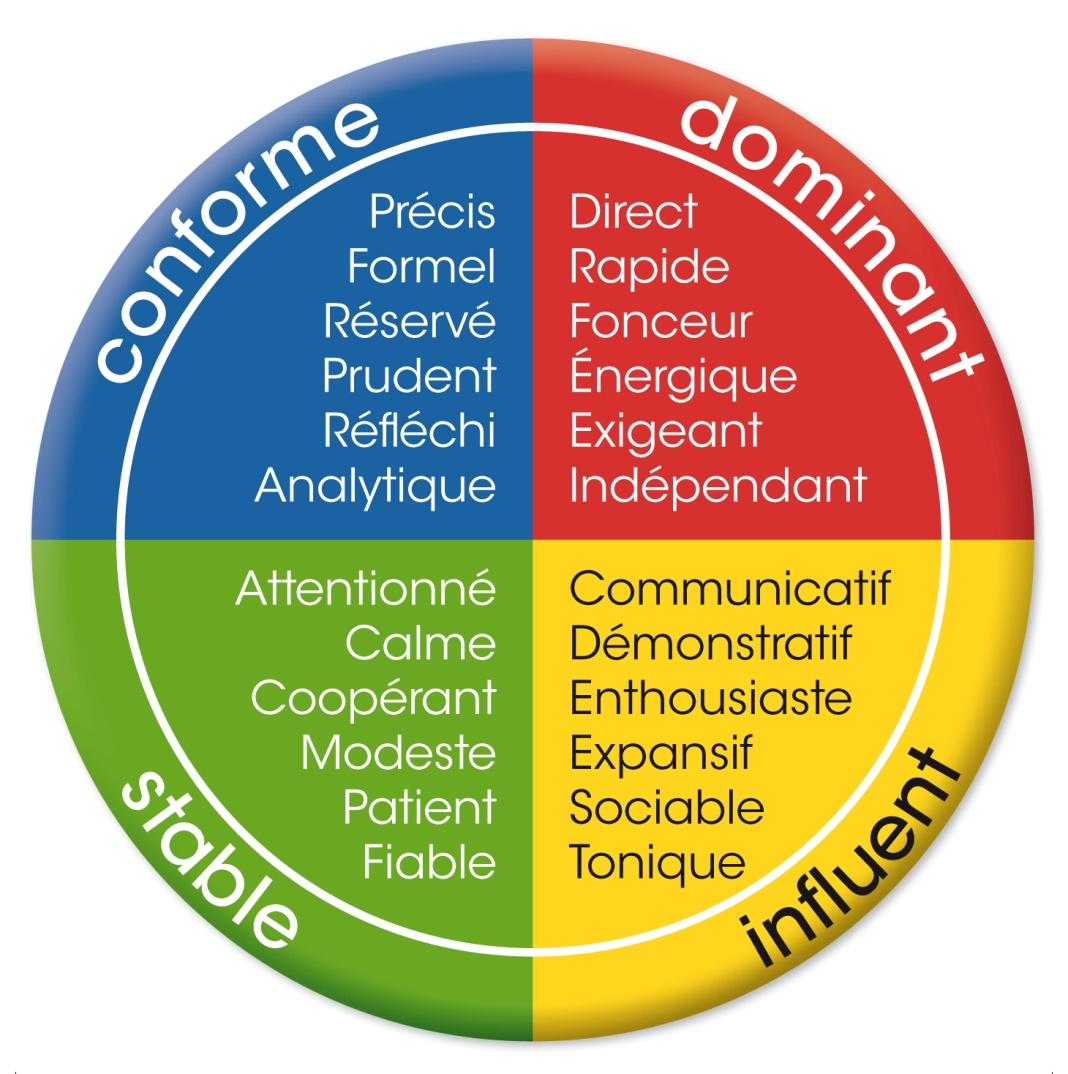 conforme
Précis
Formel
Réservé
Prudent
Réfléchi
Analytique
dominant
Direct
Rapide
Fonceur
Énergique
Exigeant
Indépendant
Attentionné
Calme
Coopérant
Modeste
Patient
Fiable
stable
Communicatif
Démonstratif
Enthousiaste
Expansif
Sociable
Tonique
influent